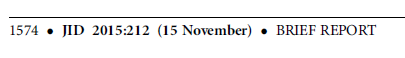 1574 • JID 2015:212 (15 November) • BRIEF REPORT